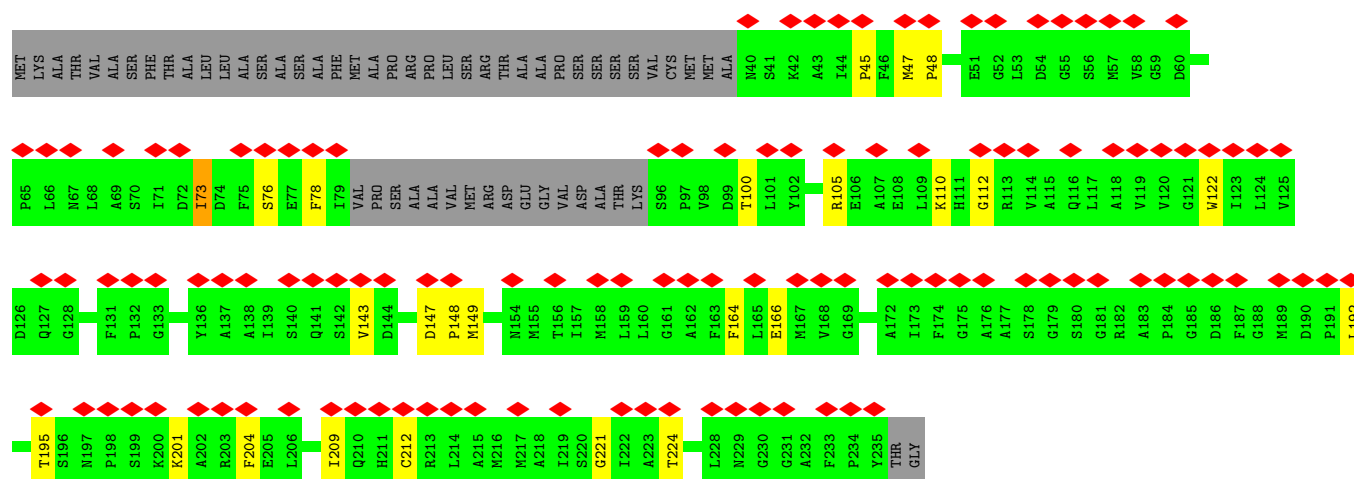 MET LYS ALA THR VAL ALA SER PHE THR ALA LEU LEU ALA SER ALA SER ALA PHE MET ALA PRO ARG PRO LEU SER ARG THR ALA ALA PRO SER SER SER SER VAL CYS MET MET ALA N40 S41 K42 A43 I44 P45 F46 M47 P48 E51 G52 L53 D54 G55 S56 M57 V58 G59 D60
P65 L66 N67 L68 A69 S70 I71 D72 I73 D74 F75 S76 E77 F78 I79 VAL PRO SER ALA ALA VAL MET ARG ASP GLU GLY VAL ASP ALA THR LYS S96 P97 V98 D99 T100 L101 Y102 R105 E106 A107 E108 L109 K110 H111 G112 R113 V114 A115 Q116 L117 A118 V119 V120 G121 W122 I123 L124 V125
D126 Q127 G128 F131 P132 G133 Y136 A137 A138 I139 S140 Q141 S142 V143 D144 D147 P148 M149 N154 M155 T156 I157 M158 L159 L160 G161 A162 F163 F164 L165 E166 M167 V168 G169 A172 I173 F174 G175 A176 A177 S178 G179 S180 G181 R182 A183 P184 G185 D186 F187 G188 M189 D190 P191 L192
T195 S196 N197 P198 S199 K200 K201 A202 R203 F204 E205 L206 I209 Q210 H211 C212 R213 L214 A215 M216 M217 A218 I219 S220 G221 I222 A223 T224 L228 N229 G230 G231 A232 F233 P234 Y235 THR GLY